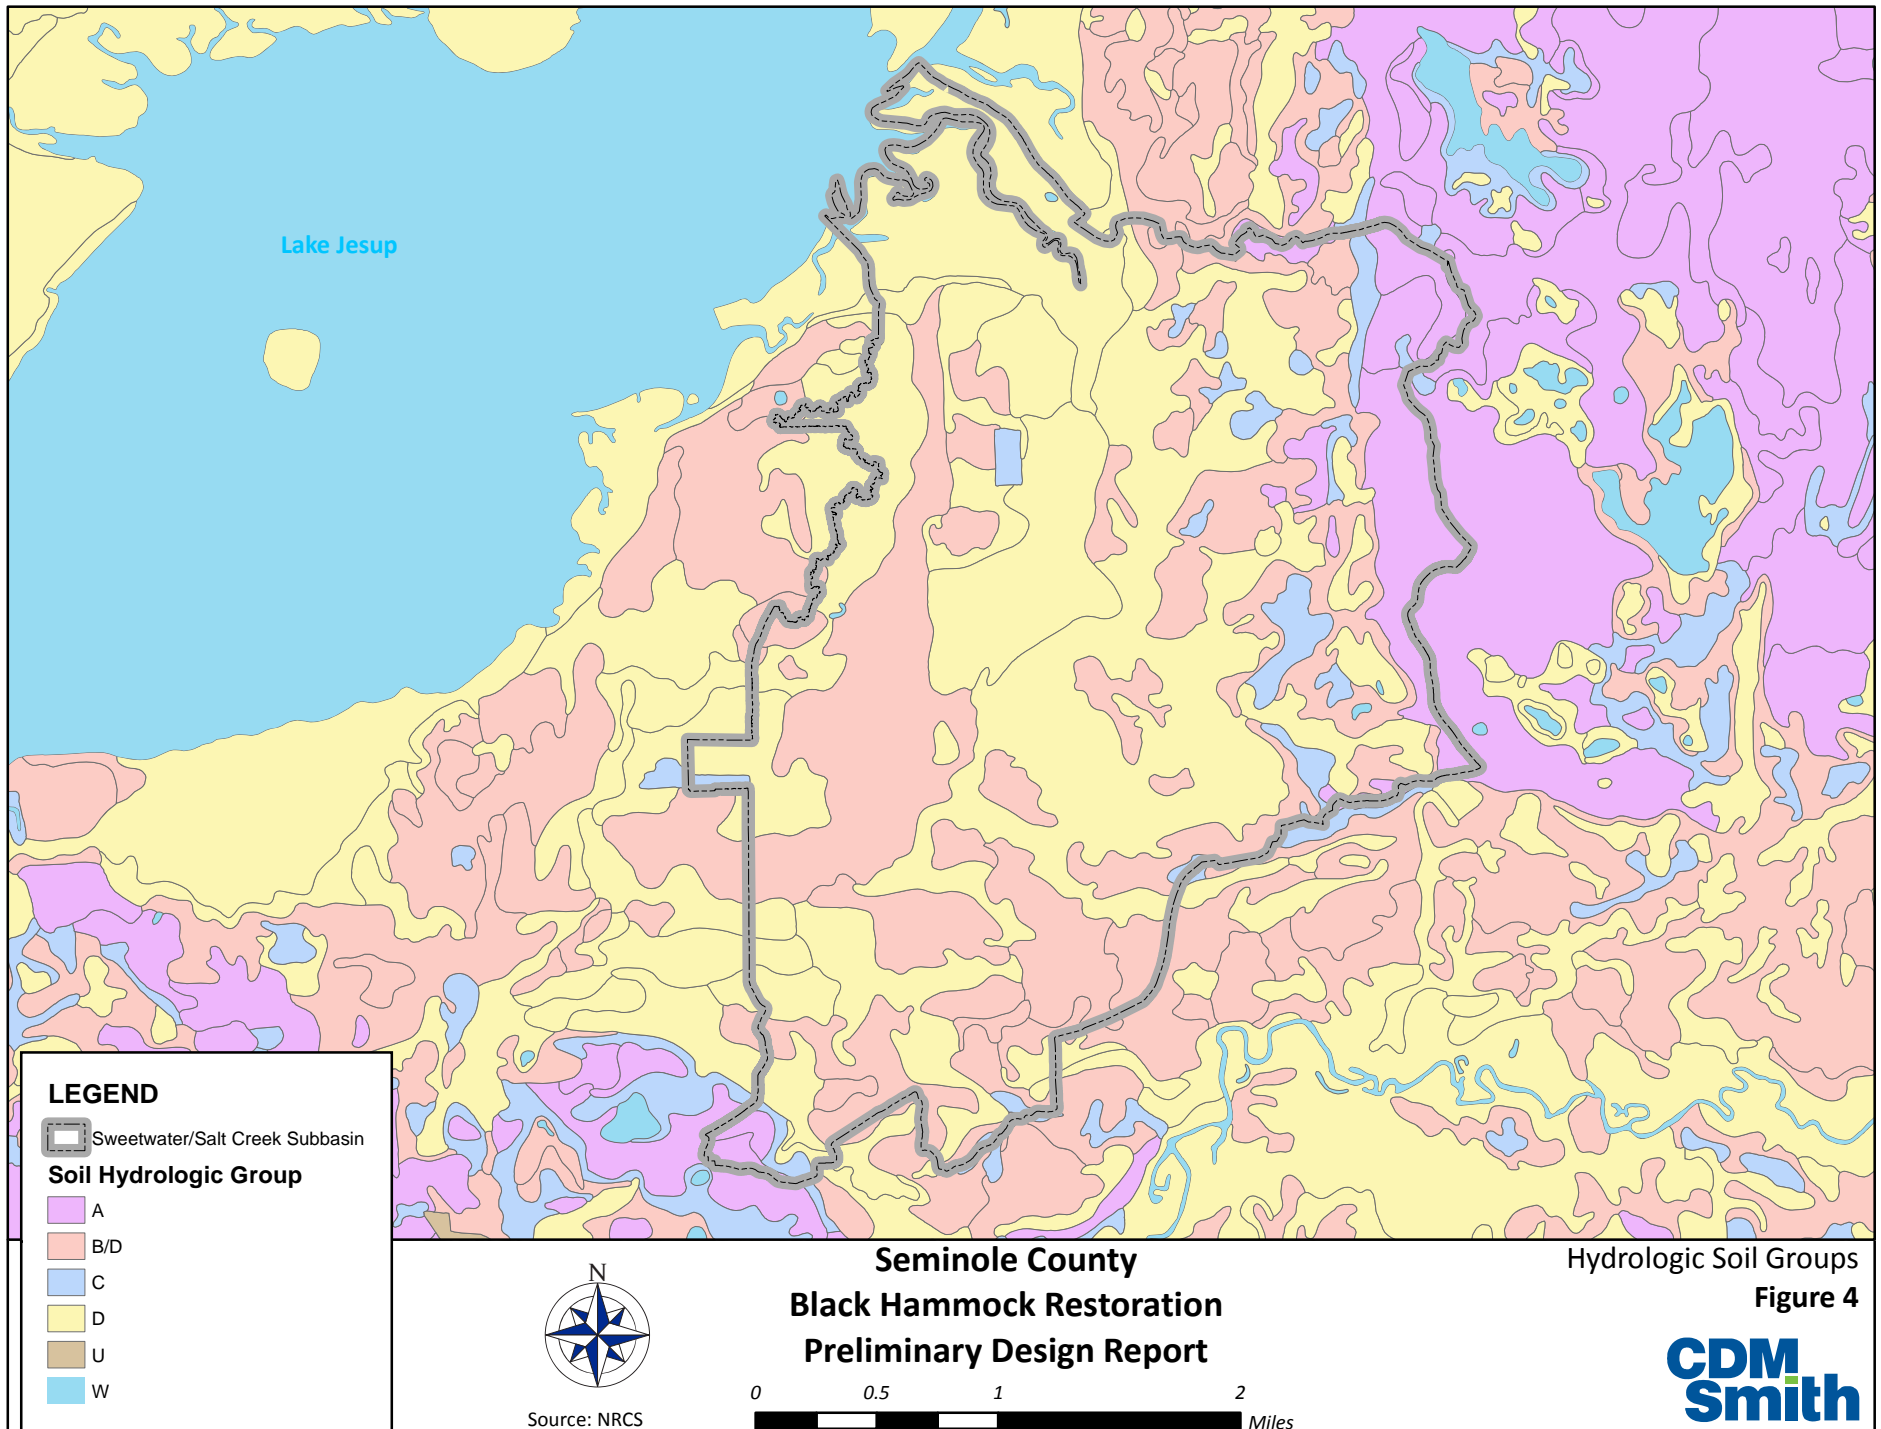 Lake Jesup
LEGEND
Sweetwater/Salt Creek Subbasin
Soil Hydrologic Group
A
B/D
C
D
U
W
N
Source: NRCS
Seminole County
Black Hammock Restoration
Preliminary Design Report
0 0.5 1 2
Miles
Hydrologic Soil Groups
Figure 4
CDM
Smith